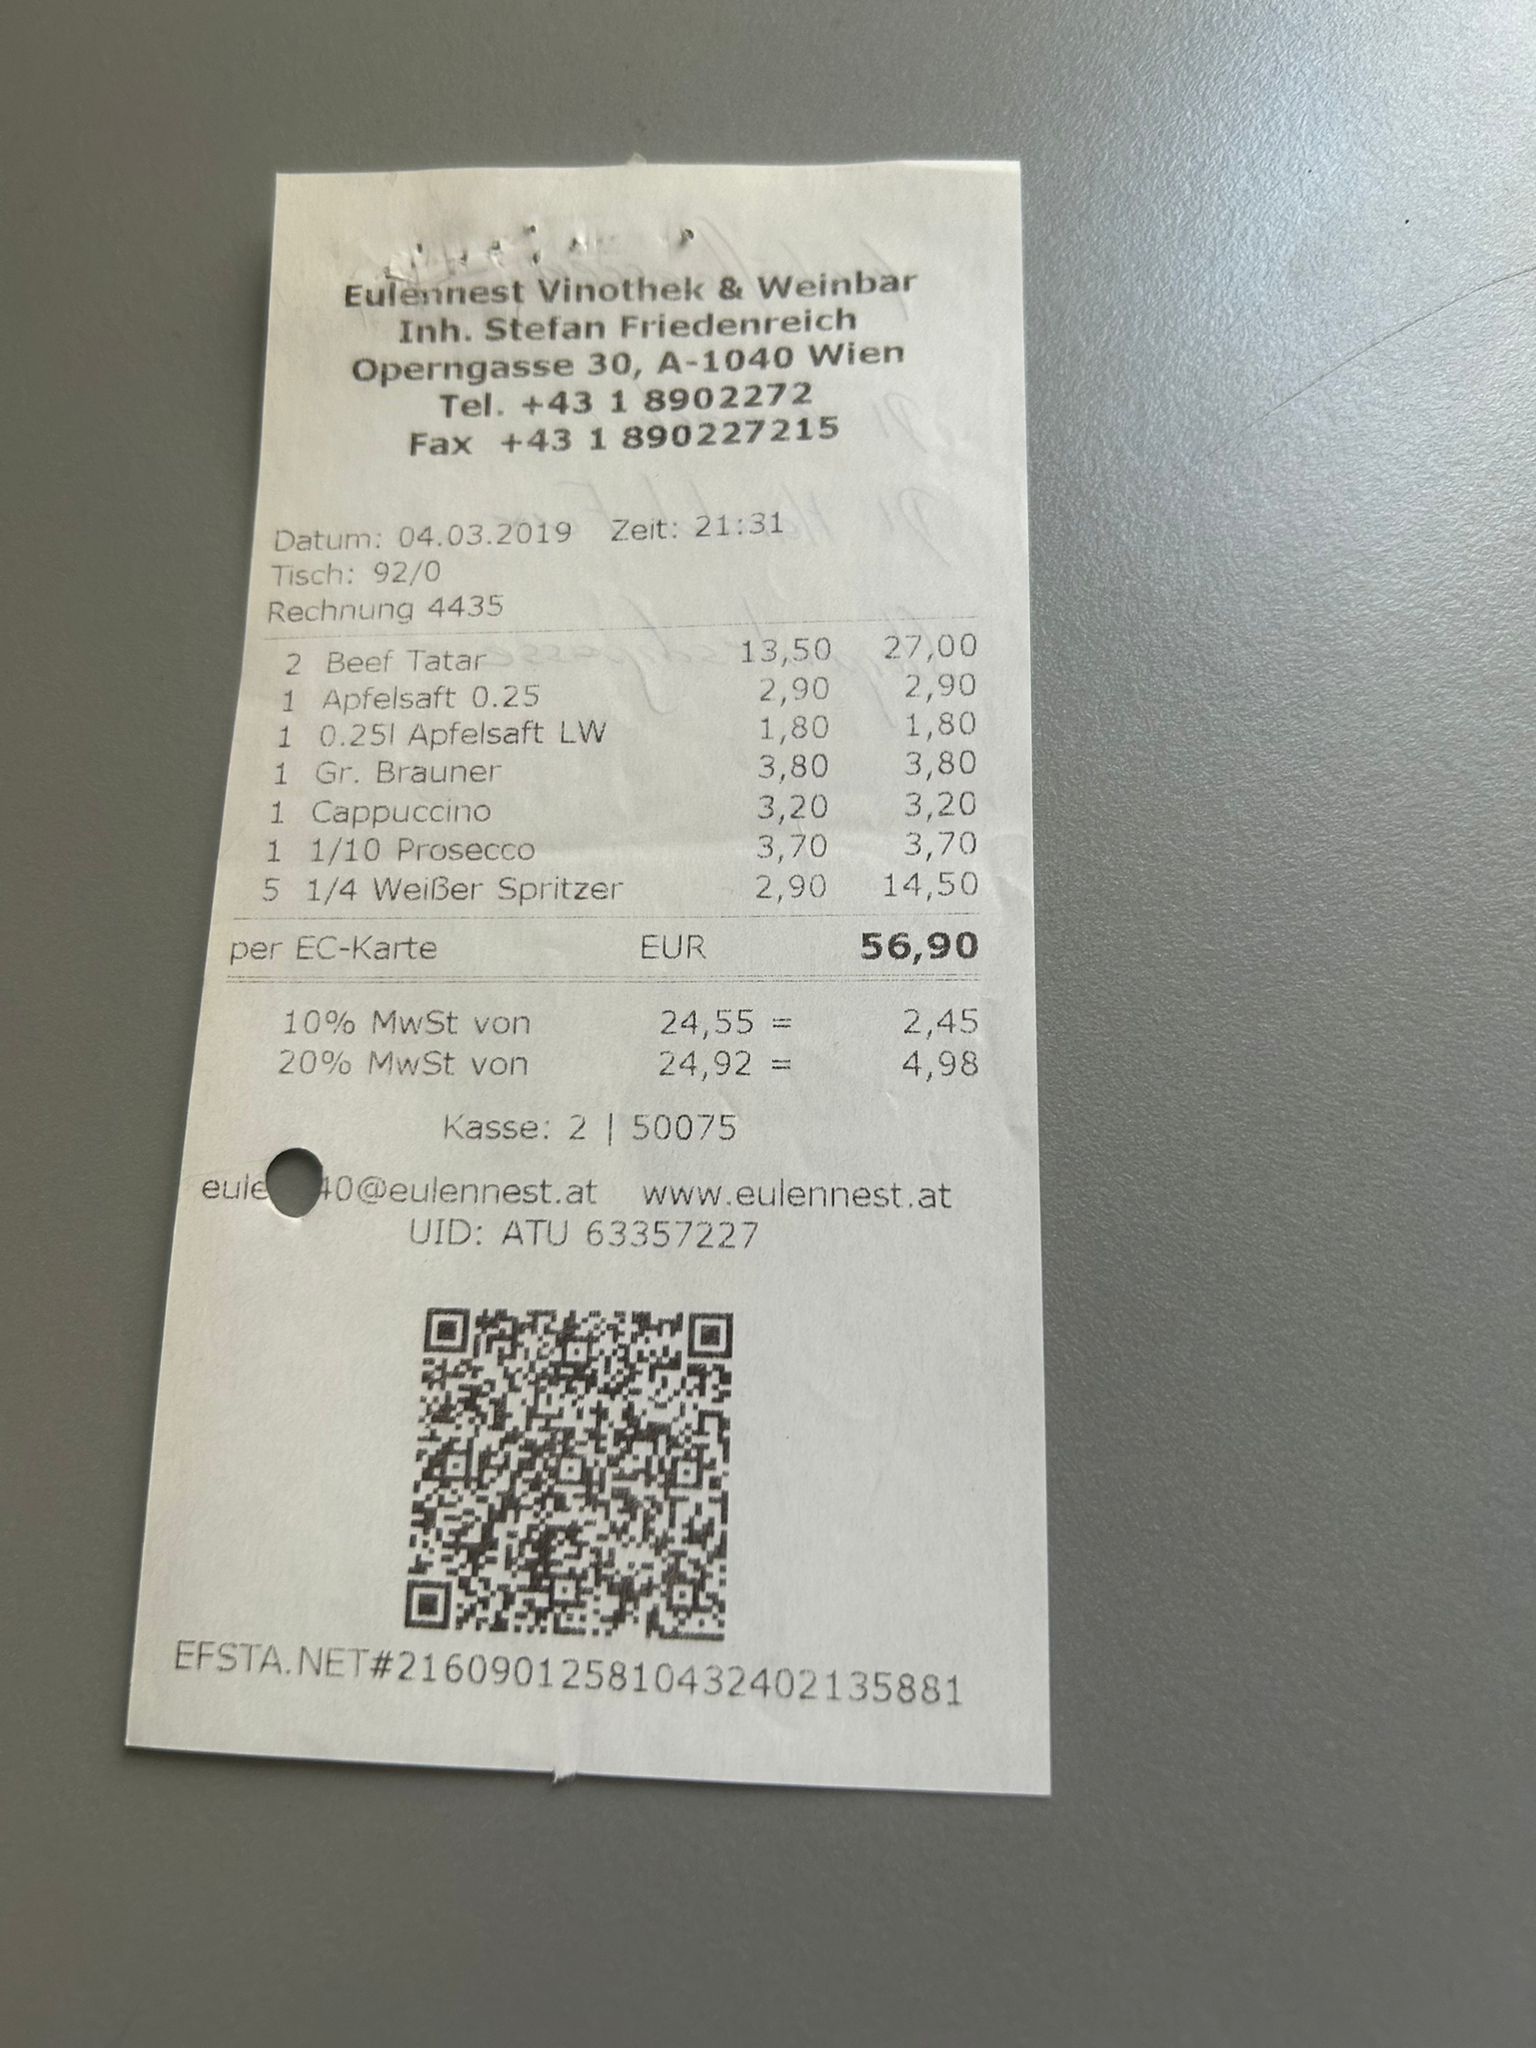 Eulennest Vinothek & Weinbar
Inh. Stefan Friedenreich
Operngasse 30, A-1040 Wien
Tel. +43 1 8902272
Fax +43 1 890227215
Datum: 04.03.2019 Zeit: 21:31
Tisch: 92/0
Rechnung 4435
2 Beef Tatar 13,50 27,00
1 Apfelsaft 0.25 2,90 2,90
1 0.25l Apfelsaft LW 1,80 1,80
1 Gr. Brauner 3,80 3,80
1 Cappuccino 3,20 3,20
1 1/10 Prosecco 3,70 3,70
5 1/4 Weißer Spritzer 2,90 14,50
per EC-Karte EUR 56,90
10% MwSt von 24,55 = 2,45
20% MwSt von 24,92 = 4,98
Kasse: 2 | 50075
www.eulennest.at
UID: ATU 63357227
EFSTA.NET#216090125810432402135881